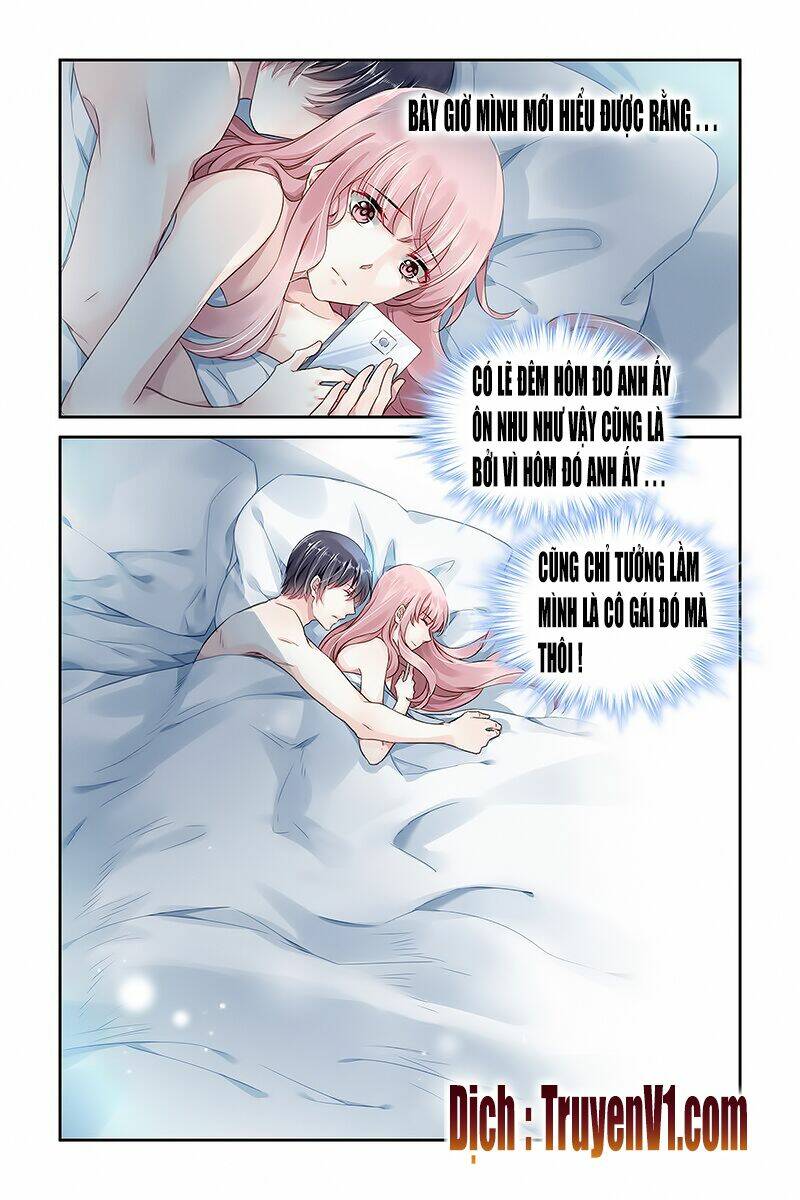 BÂY GIỜ MÌNH MỚI HIỂU ĐƯỢC RẰNG...
CÓ LẼ ĐÊM HÔM ĐÓ ANH ẤY
ÔN NHU NHƯ VẬY CŨNG LÀ
BỞI VÌ HÔM ĐÓ ANH ẤY...
CŨNG CHỈ TƯỞNG LẦM
MÌNH LÀ CÔ GÁI ĐÓ MÀ
THÔI !
Dịch : TruyenV1.com